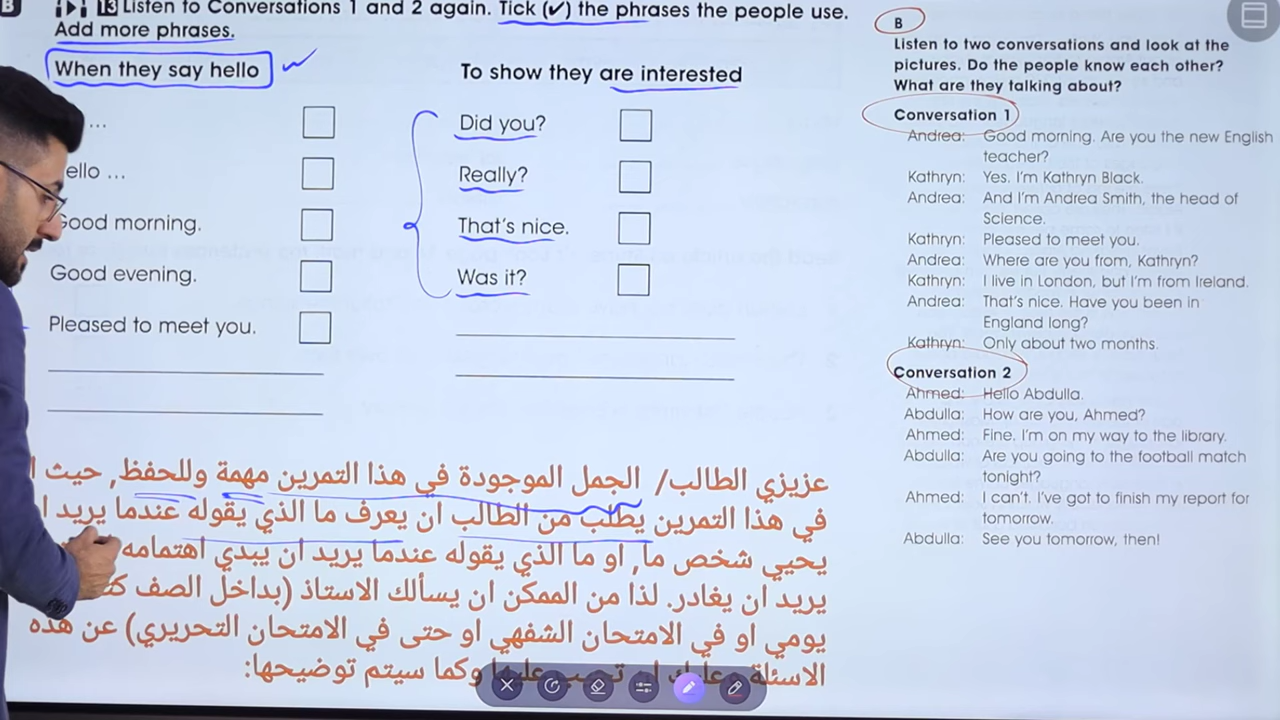 B 13 Listen to Conversations 1 and 2 again. Tick (✔) the phrases the people use.
Add more phrases.
When they say hello
...
ello ...
Good morning.
Good evening.
Pleased to meet you.
To show they are interested
Did you?
Really?
That's nice.
Was it?
عزيزي الطالب/ الجمل الموجودة في هذا التمرين مهمة وللحفظ, حيث
في هذا التمرين يطلب من الطالب ان يعرف ما الذي يقوله عندما يريد
يحيي شخص ما, او ما الذي يقوله عندما يريد ان يبدي اهتمامه
يريد ان يغادر. لذا من الممكن ان يسألك الاستاذ (بداخل الصف
يومي او في الامتحان الشفهي او حتى في الامتحان التحريري) عن هذه
الاسئلة وكما سيتم توضيحها:
B
Listen to two conversations and look at the
pictures. Do the people know each other?
What are they talking about?
Conversation 1
Andrea: Good morning. Are you the new English
teacher?
Kathryn: Yes. I'm Kathryn Black.
Andrea: And I'm Andrea Smith, the head of
Science.
Kathryn: Pleased to meet you.
Andrea: Where are you from, Kathryn?
Kathryn: I live in London, but I'm from Ireland.
Andrea: That's nice. Have you been in
England long?
Kathryn: Only about two months.
Conversation 2
Ahmed: Hello Abdulla.
Abdulla: How are you, Ahmed?
Ahmed: Fine. I'm on my way to the library.
Abdulla: Are you going to the football match
tonight?
Ahmed: I can't. I've got to finish my report for
tomorrow.
Abdulla: See you tomorrow, then!